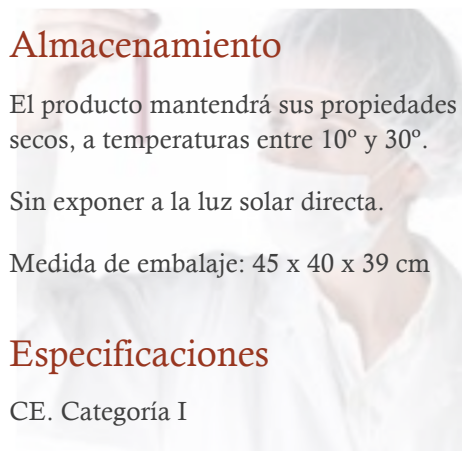 Almacenamiento
El producto mantendrá sus propiedades
secos, a temperaturas entre 10º y 30º.
Sin exponer a la luz solar directa.
Medida de embalaje: 45 x 40 x 39 cm
Especificaciones
CE. Categoría I